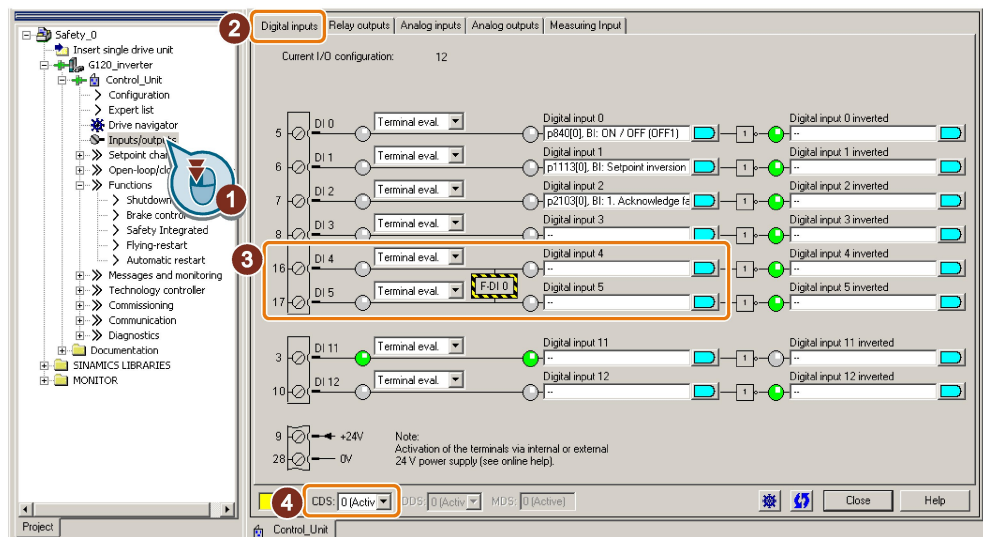 Safety_0
Insert single drive unit
G120_inverter
Control_Unit
Configuration
Expert list
Drive navigator
Inputs/outputs
Setpoint cha
Open-loop/clo
Functions
Shutdown
Brake control
Safety Integrated
Flying-restart
Automatic restart
Messages and monitoring
Technology controller
Commissioning
Communication
Diagnostics
Documentation
SINAMICS LIBRARIES
MONITOR
Project
1
2
Digital inputs Relay outputs Analog inputs Analog outputs Measuring Input
Current I/O configuration: 12
Digital input 0 Digital input 0 inverted
5 DI 0 Terminal eval. p840[0], BI: ON / OFF (OFF1) 1 --
Digital input 1 Digital input 1 inverted
6 DI 1 Terminal eval. p1113[0], BI: Setpoint inversion 1 --
Digital input 2 Digital input 2 inverted
7 DI 2 Terminal eval. p2103[0], BI: 1. Acknowledge fa 1 --
Digital input 3 Digital input 3 inverted
8 DI 3 Terminal eval. -- 1 --
3
Digital input 4 Digital input 4 inverted
16 DI 4 Terminal eval. -- 1 --
F-DI 0
Digital input 5 Digital input 5 inverted
17 DI 5 Terminal eval. -- 1 --
Digital input 11 Digital input 11 inverted
3 DI 11 Terminal eval. -- 1 --
Digital input 12 Digital input 12 inverted
10 DI 12 Terminal eval. -- 1 --
9 +24V Note:
Activation of the terminals via internal or external
28 0V 24 V power supply (see online help).
4 CDS: 0 (Activ DDS: 0 (Activ MDS: 0 (Active) Close Help
Control_Unit